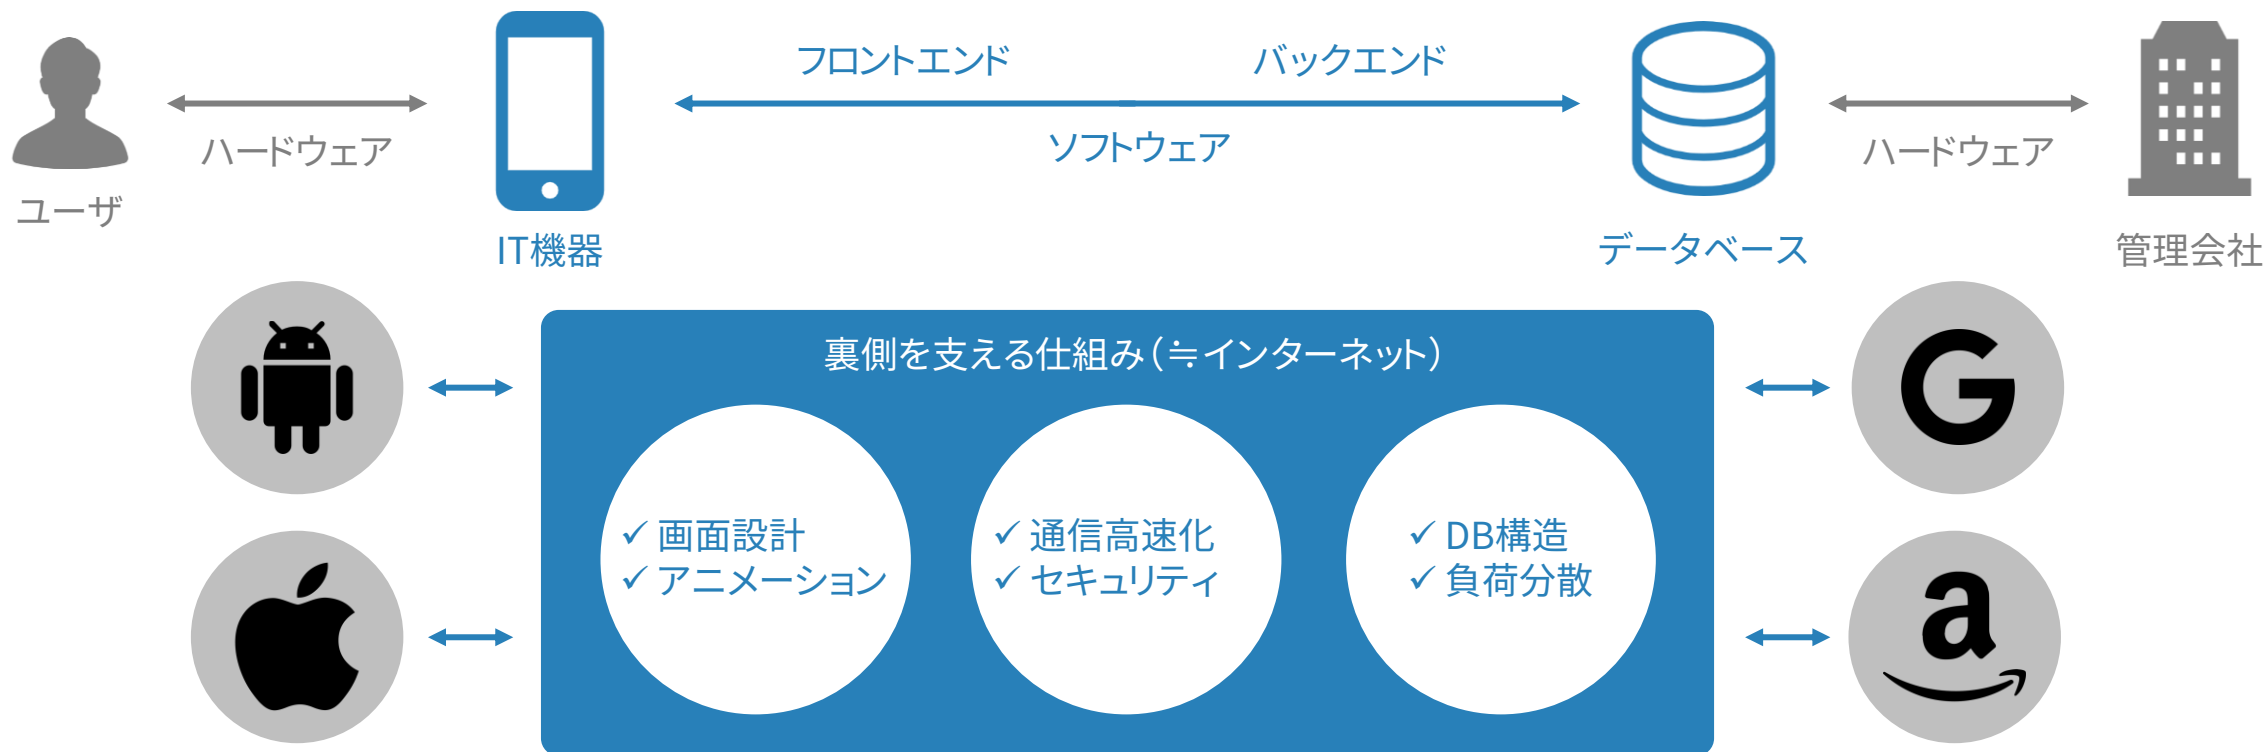 フロントエンド
バックエンド
ハードウェア
ソフトウェア
ハードウェア
ユーザ
IT機器
データベース
管理会社
裏側を支える仕組み(≒インターネット)
✓ 画面設計
✓ アニメーション
✓ 通信高速化
✓ セキュリティ
✓ DB構造
✓ 負荷分散